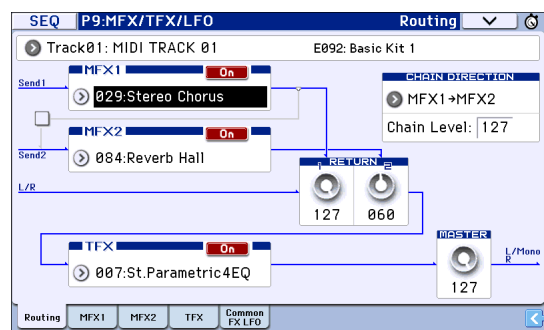 SEQ P9:MFX/TFX/LFO Routing
Track01: MIDI TRACK 01 E092: Basic Kit 1
MFX1 On
Send1
029:Stereo Chorus
CHAIN DIRECTION
MFX1→MFX2
Chain Level: 127
MFX2 On
Send2
084:Reverb Hall
RETURN
1 2
L/R
127 060
MASTER
L/Mono
R
127
TFX On
007:St.Parametric4EQ
Routing MFX1 MFX2 TFX Common
FX LFO